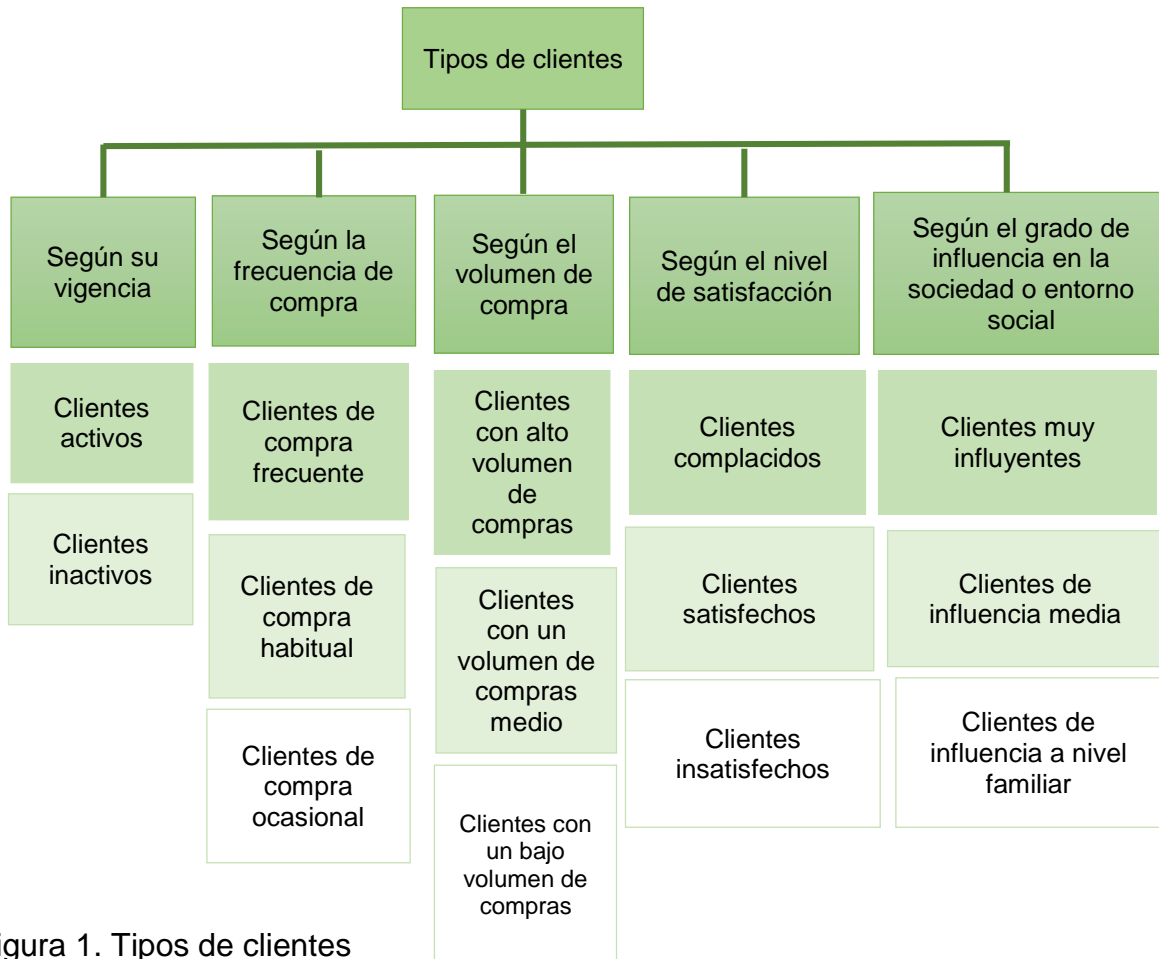 Tipos de clientes
Según su
vigencia
Clientes
activos
Clientes
inactivos
Según la
frecuencia de
compra
Clientes de
compra
frecuente
Clientes de
compra
habitual
Clientes de
compra
ocasional
Según el
volumen de
compra
Clientes
con alto
volumen
de
compras
Clientes
con un
volumen de
compras
medio
Clientes con
un bajo
volumen de
compras
Según el nivel
de satisfacción
Clientes
complacidos
Clientes
satisfechos
Clientes
insatisfechos
Según el grado de
influencia en la
sociedad o entorno
social
Clientes muy
influyentes
Clientes de
influencia media
Clientes de
influencia a nivel
familiar
igura 1. Tipos de clientes